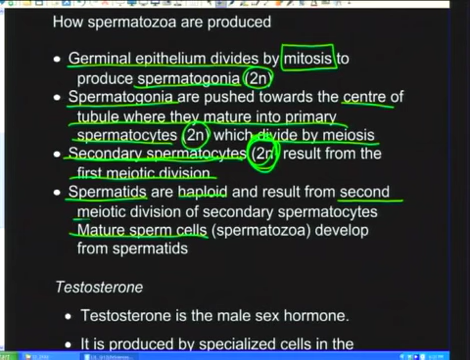 How spermatozoa are produced
• Germinal epithelium divides by mitosis to
produce spermatogonia (2n)
• Spermatogonia are pushed towards the centre of
tubule where they mature into primary
spermatocytes (2n) which divide by meiosis
• Secondary spermatocytes (2n) result from the
first meiotic division
• Spermatids are haploid and result from second
meiotic division of secondary spermatocytes
Mature sperm cells (spermatozoa) develop
from spermatids
Testosterone
• Testosterone is the male sex hormone.
• It is produced by specialized cells in the